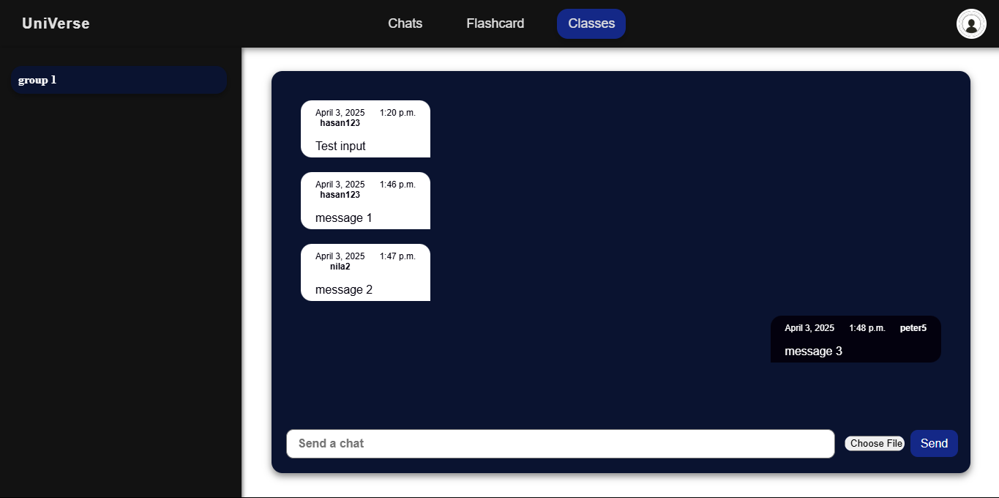 UniVerse Chats Flashcard Classes
group 1
April 3, 2025 1:20 p.m.
hasan123
Test input
April 3, 2025 1:46 p.m.
hasan123
message 1
April 3, 2025 1:47 p.m.
nila2
message 2
April 3, 2025 1:48 p.m. peter5
message 3
Send a chat Choose File Send